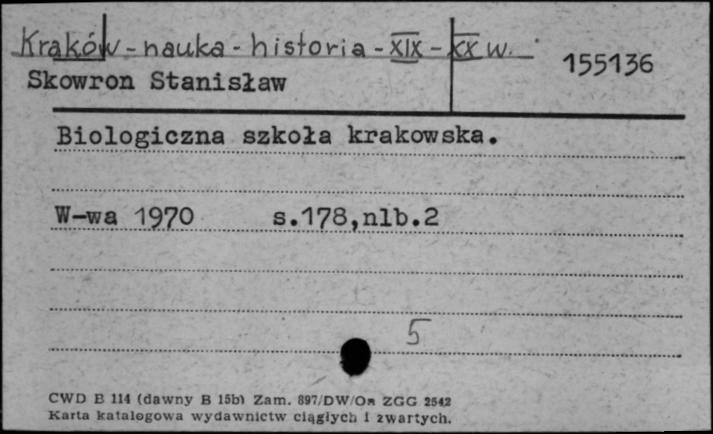 Kraków - nauka - historia - XIX - XX w.
155136
Skowron Stanisław
Biologiczna szkoła krakowska.
W-wa 1970 s.178,nlb.2
5
CWD B 114 (dawny B 15b) Zam. 897/DW/Om ZGG 2542
Karta katalogowa wydawnictw ciągłych i zwartych.